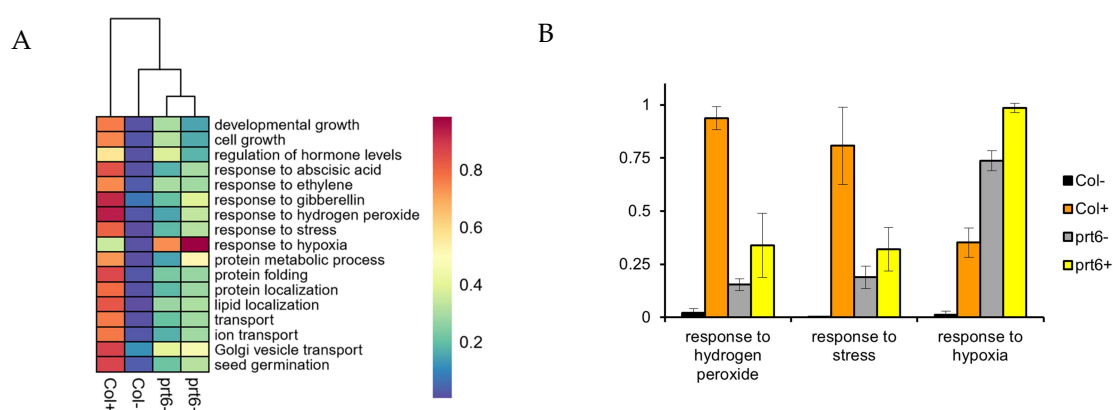 A
developmental growth
cell growth
regulation of hormone levels
response to abscisic acid
response to ethylene
response to gibberellin
response to hydrogen peroxide
response to stress
response to hypoxia
protein metabolic process
protein folding
protein localization
lipid localization
transport
ion transport
Golgi vesicle transport
seed germination
Col+
Col-
prt6-
prt6-
0.8
0.6
0.4
0.2
B
1
0.75
0.5
0.25
0
response to
hydrogen
peroxide
response to
stress
response to
hypoxia
Col-
Col+
prt6-
prt6+